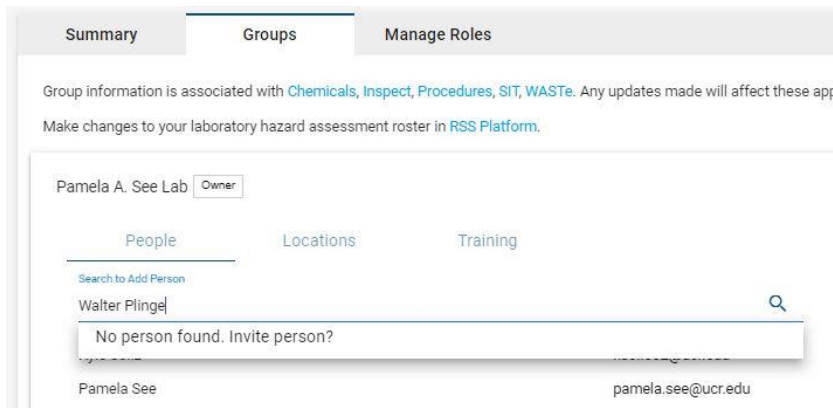 Summary Groups Manage Roles
Group information is associated with Chemicals, Inspect, Procedures, SIT, WASTe. Any updates made will affect these app
Make changes to your laboratory hazard assessment roster in RSS Platform.
Pamela A. See Lab Owner
People Locations Training
Search to Add Person
Walter Plinge
No person found. Invite person?
Pamela See pamela.see@ucr.edu